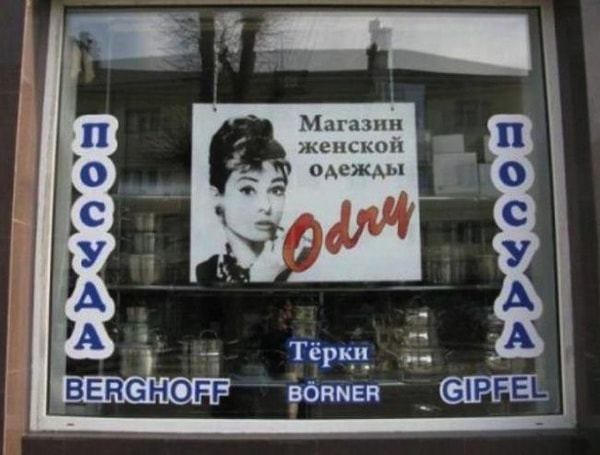 ПОСУДА
Магазин
женской
одежды
Odry
ПОСУДА
Тёрки
BERGHOFF
BÖRNER
GIPFEL